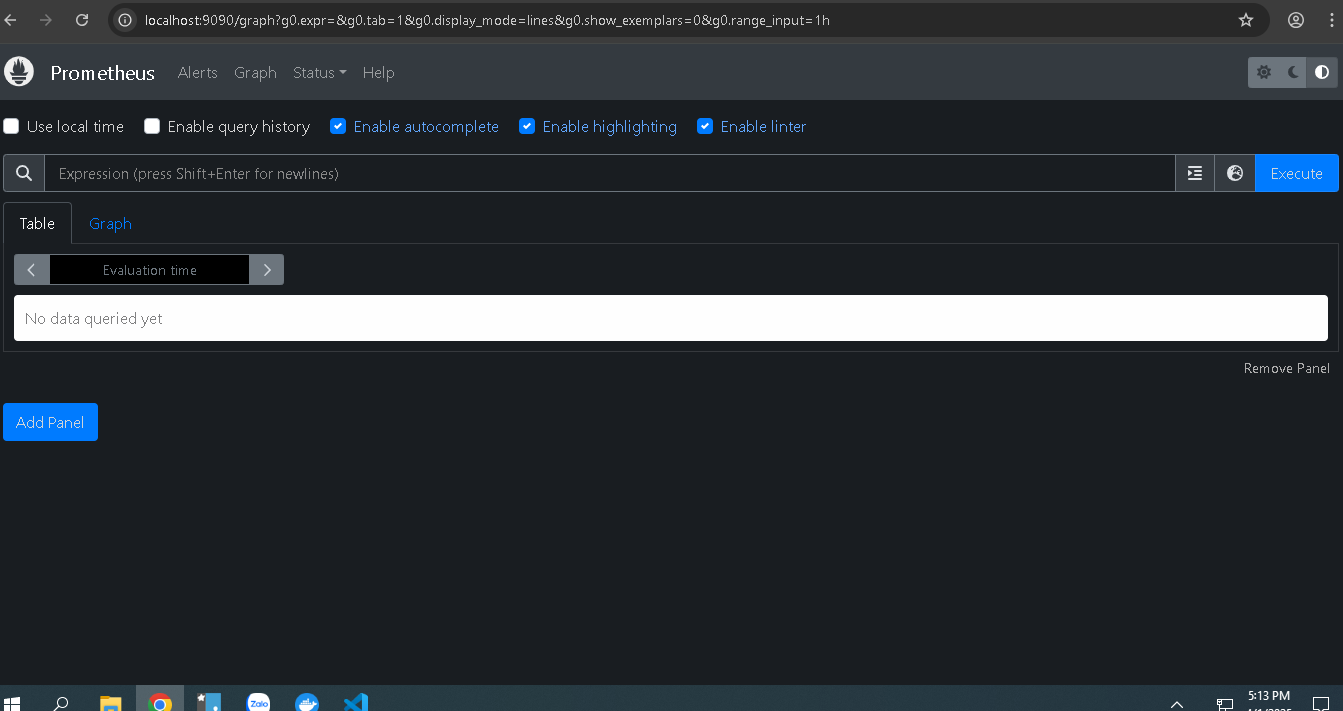 localhost:9090/graph?g0.expr=&g0.tab=1&g0.display_mode=lines&g0.show_exemplars=0&g0.range_input=1h
Prometheus Alerts Graph Status Help
Use local time Enable query history Enable autocomplete Enable highlighting Enable linter
Expression (press Shift+Enter for newlines) Execute
Table Graph
Evaluation time
No data queried yet
Remove Panel
Add Panel
Zalo 5:13 PM